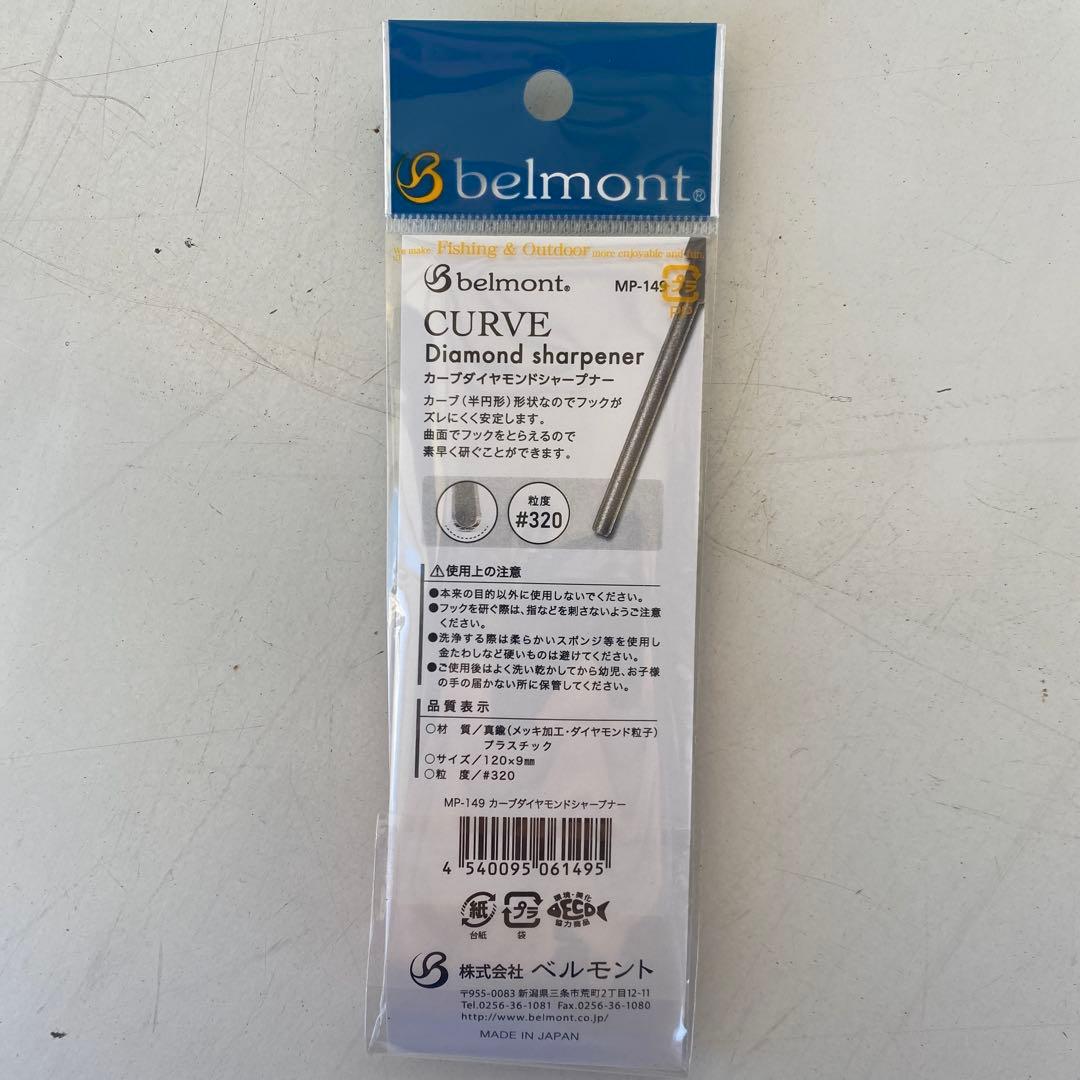 belmont®
We make Fishing & Outdoor more enjoyable and fun.
belmont® MP-149
プラ
PP
CURVE
Diamond sharpener
カーブダイヤモンドシャープナー
カーブ(半円形)形状なのでフックが
ズレにくく安定します。
曲面でフックをとらえるので
素早く研ぐことができます。
粒度
#320
⚠使用上の注意
●本来の目的以外に使用しないでください。
●フックを研ぐ際は、指などを刺さないようご注意
ください。
●洗浄する際は柔らかいスポンジ等を使用し
金たわしなど硬いものは避けてください。
●ご使用後はよく洗い乾かしてから幼児、お子様
の手の届かない所に保管してください。
品質表示
○材 質/真鍮(メッキ加工・ダイヤモンド粒子)
プラスチック
○サイズ/120×9㎜
○粒 度/#320
MP-149 カーブダイヤモンドシャープナー
4 540095 061495
紙 プラ 環境・美化
ECO
台紙 袋 協力商品
株式会社 ベルモント
〒955-0083 新潟県三条市荒町2丁目12-11
Tel.0256-36-1081 Fax.0256-36-1080
http://www.belmont.co.jp/
MADE IN JAPAN